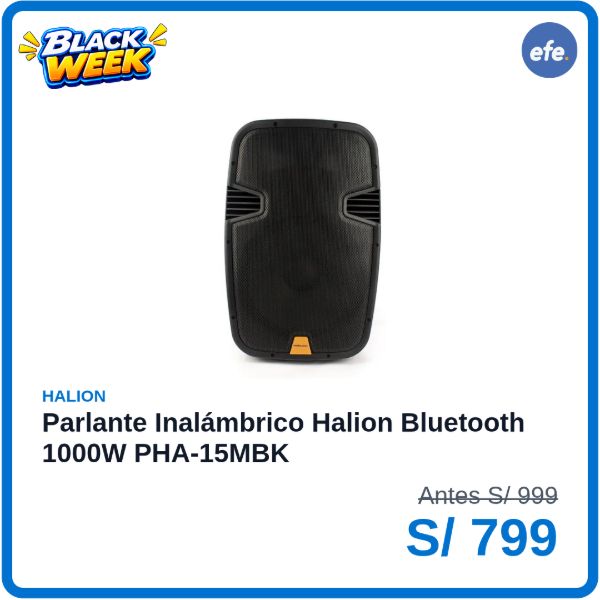 BLACK
WEEK
efe.
HALION
Parlante Inalámbrico Halion Bluetooth
1000W PHA-15MBK
Antes S/ 999
S/ 799